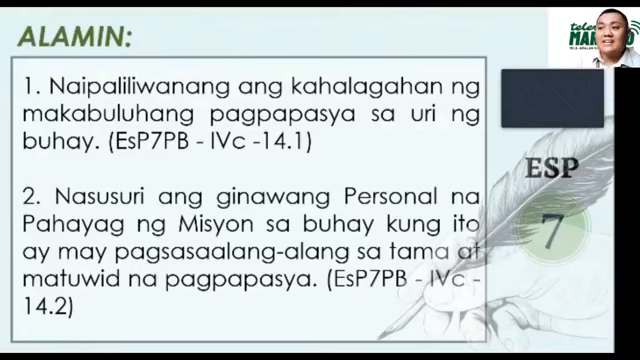 ALAMIN:
1. Naipaliliwanang ang kahalagahan ng
makabuluhang pagpapasya sa uri ng
buhay. (EsP7PB - IVc -14.1)
2. Nasusuri ang ginawang Personal na
Pahayag ng Misyon sa buhay kung ito
ay may pagsasaalang-alang sa tama at
matuwid na pagpapasya. (EsP7PB - IVc -
14.2)
ESP
7